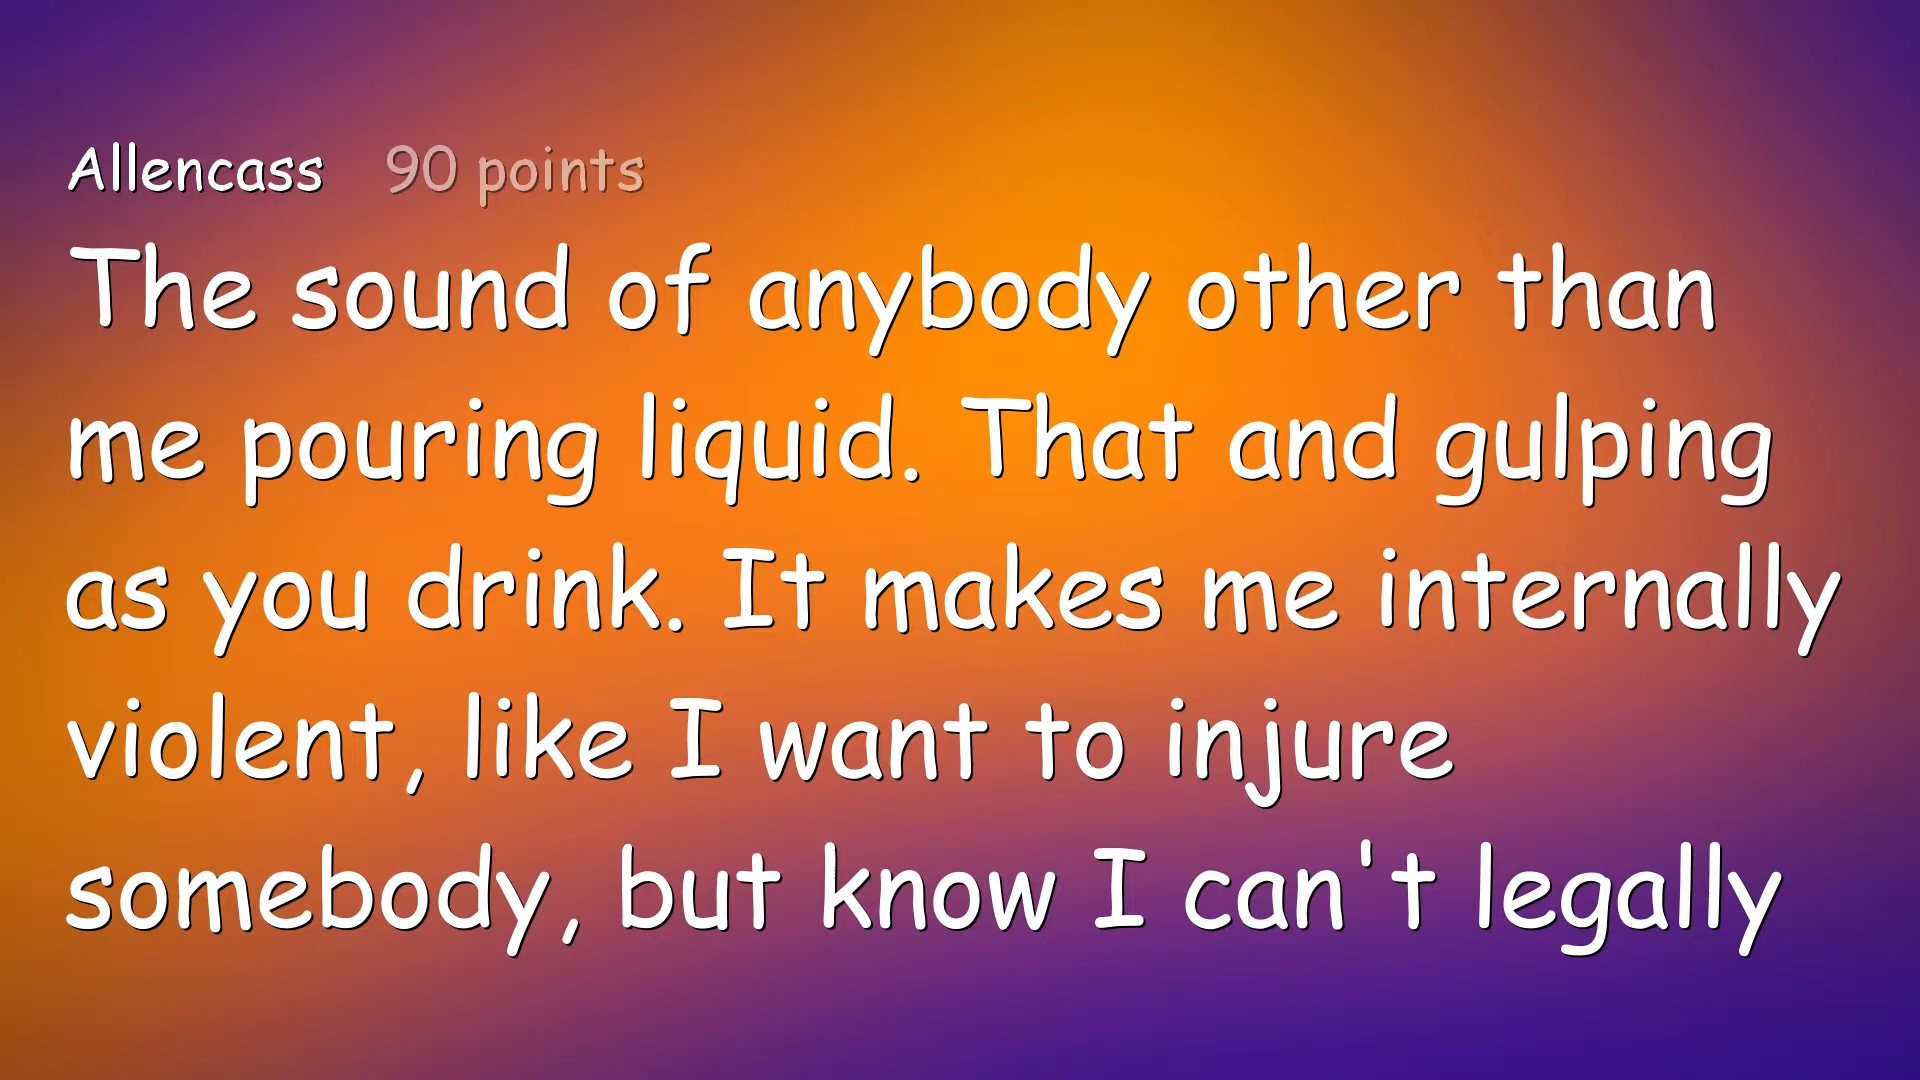 Allencass 90 points
The sound of anybody other than
me pouring liquid. That and gulping
as you drink. It makes me internally
violent, like I want to injure
somebody, but know I can't legally